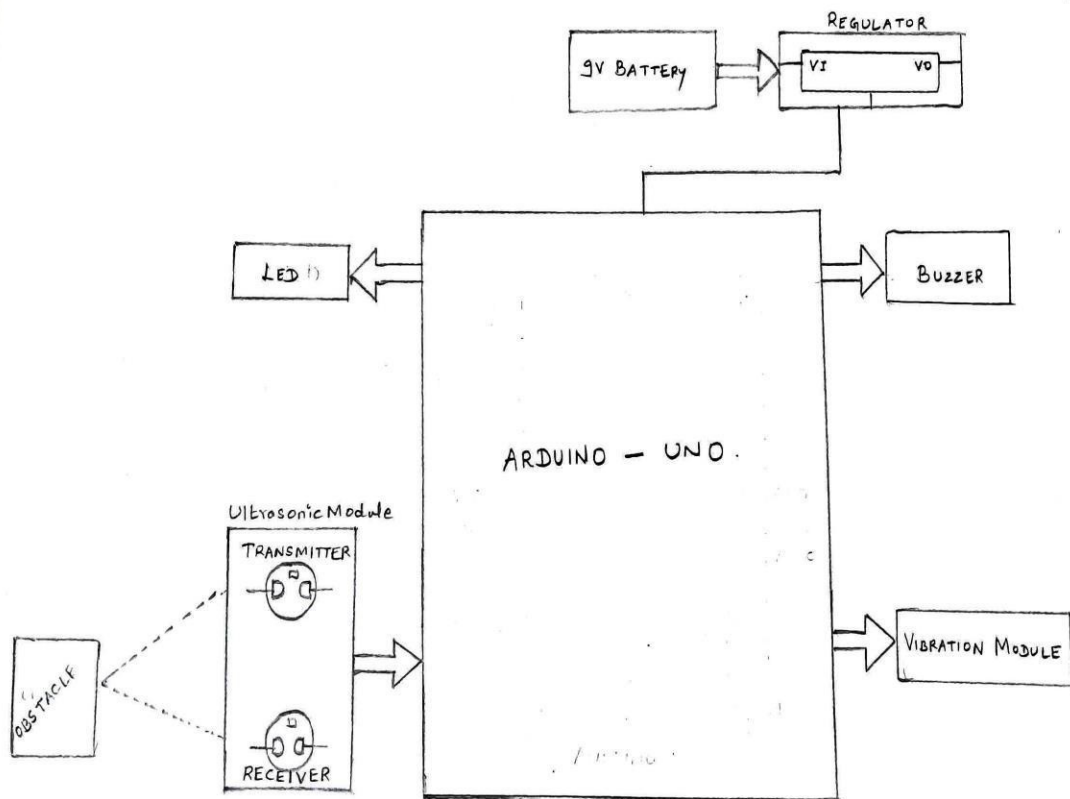 REGULATOR
9V BATTERY
VI VO
LED
BUZZER
ARDUINO - UNO.
Ultrasonic Module
TRANSMITTER
OBSTACLE
VIBRATION MODULE
RECEIVER